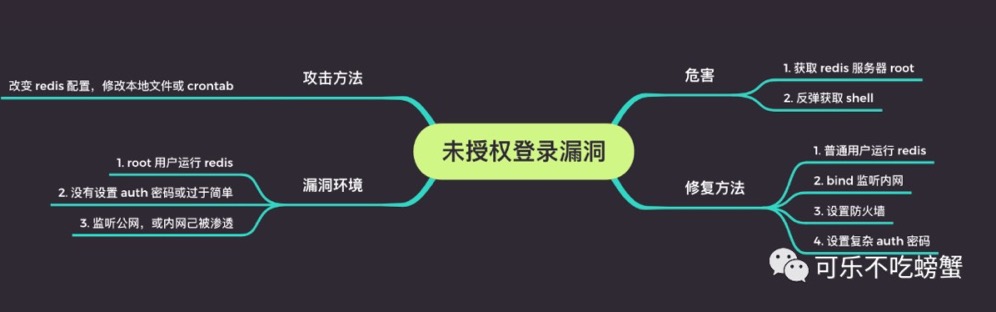 未授权登录漏洞
攻击方法
改变 redis 配置，修改本地文件或 crontab
漏洞环境
1. root 用户运行 redis
2. 没有设置 auth 密码或过于简单
3. 监听公网，或内网己被渗透
危害
1. 获取 redis 服务器 root
2. 反弹获取 shell
修复方法
1. 普通用户运行 redis
2. bind 监听内网
3. 设置防火墙
4. 设置复杂 auth 密码
可乐不吃螃蟹